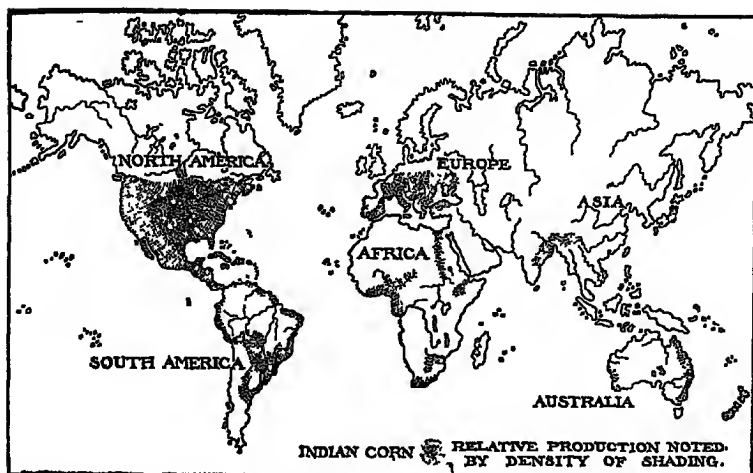 NORTH AMERICA
EUROPE
ASIA
AFRICA
SOUTH AMERICA
AUSTRALIA
INDIAN CORN RELATIVE PRODUCTION NOTED
BY DENSITY OF SHADING.